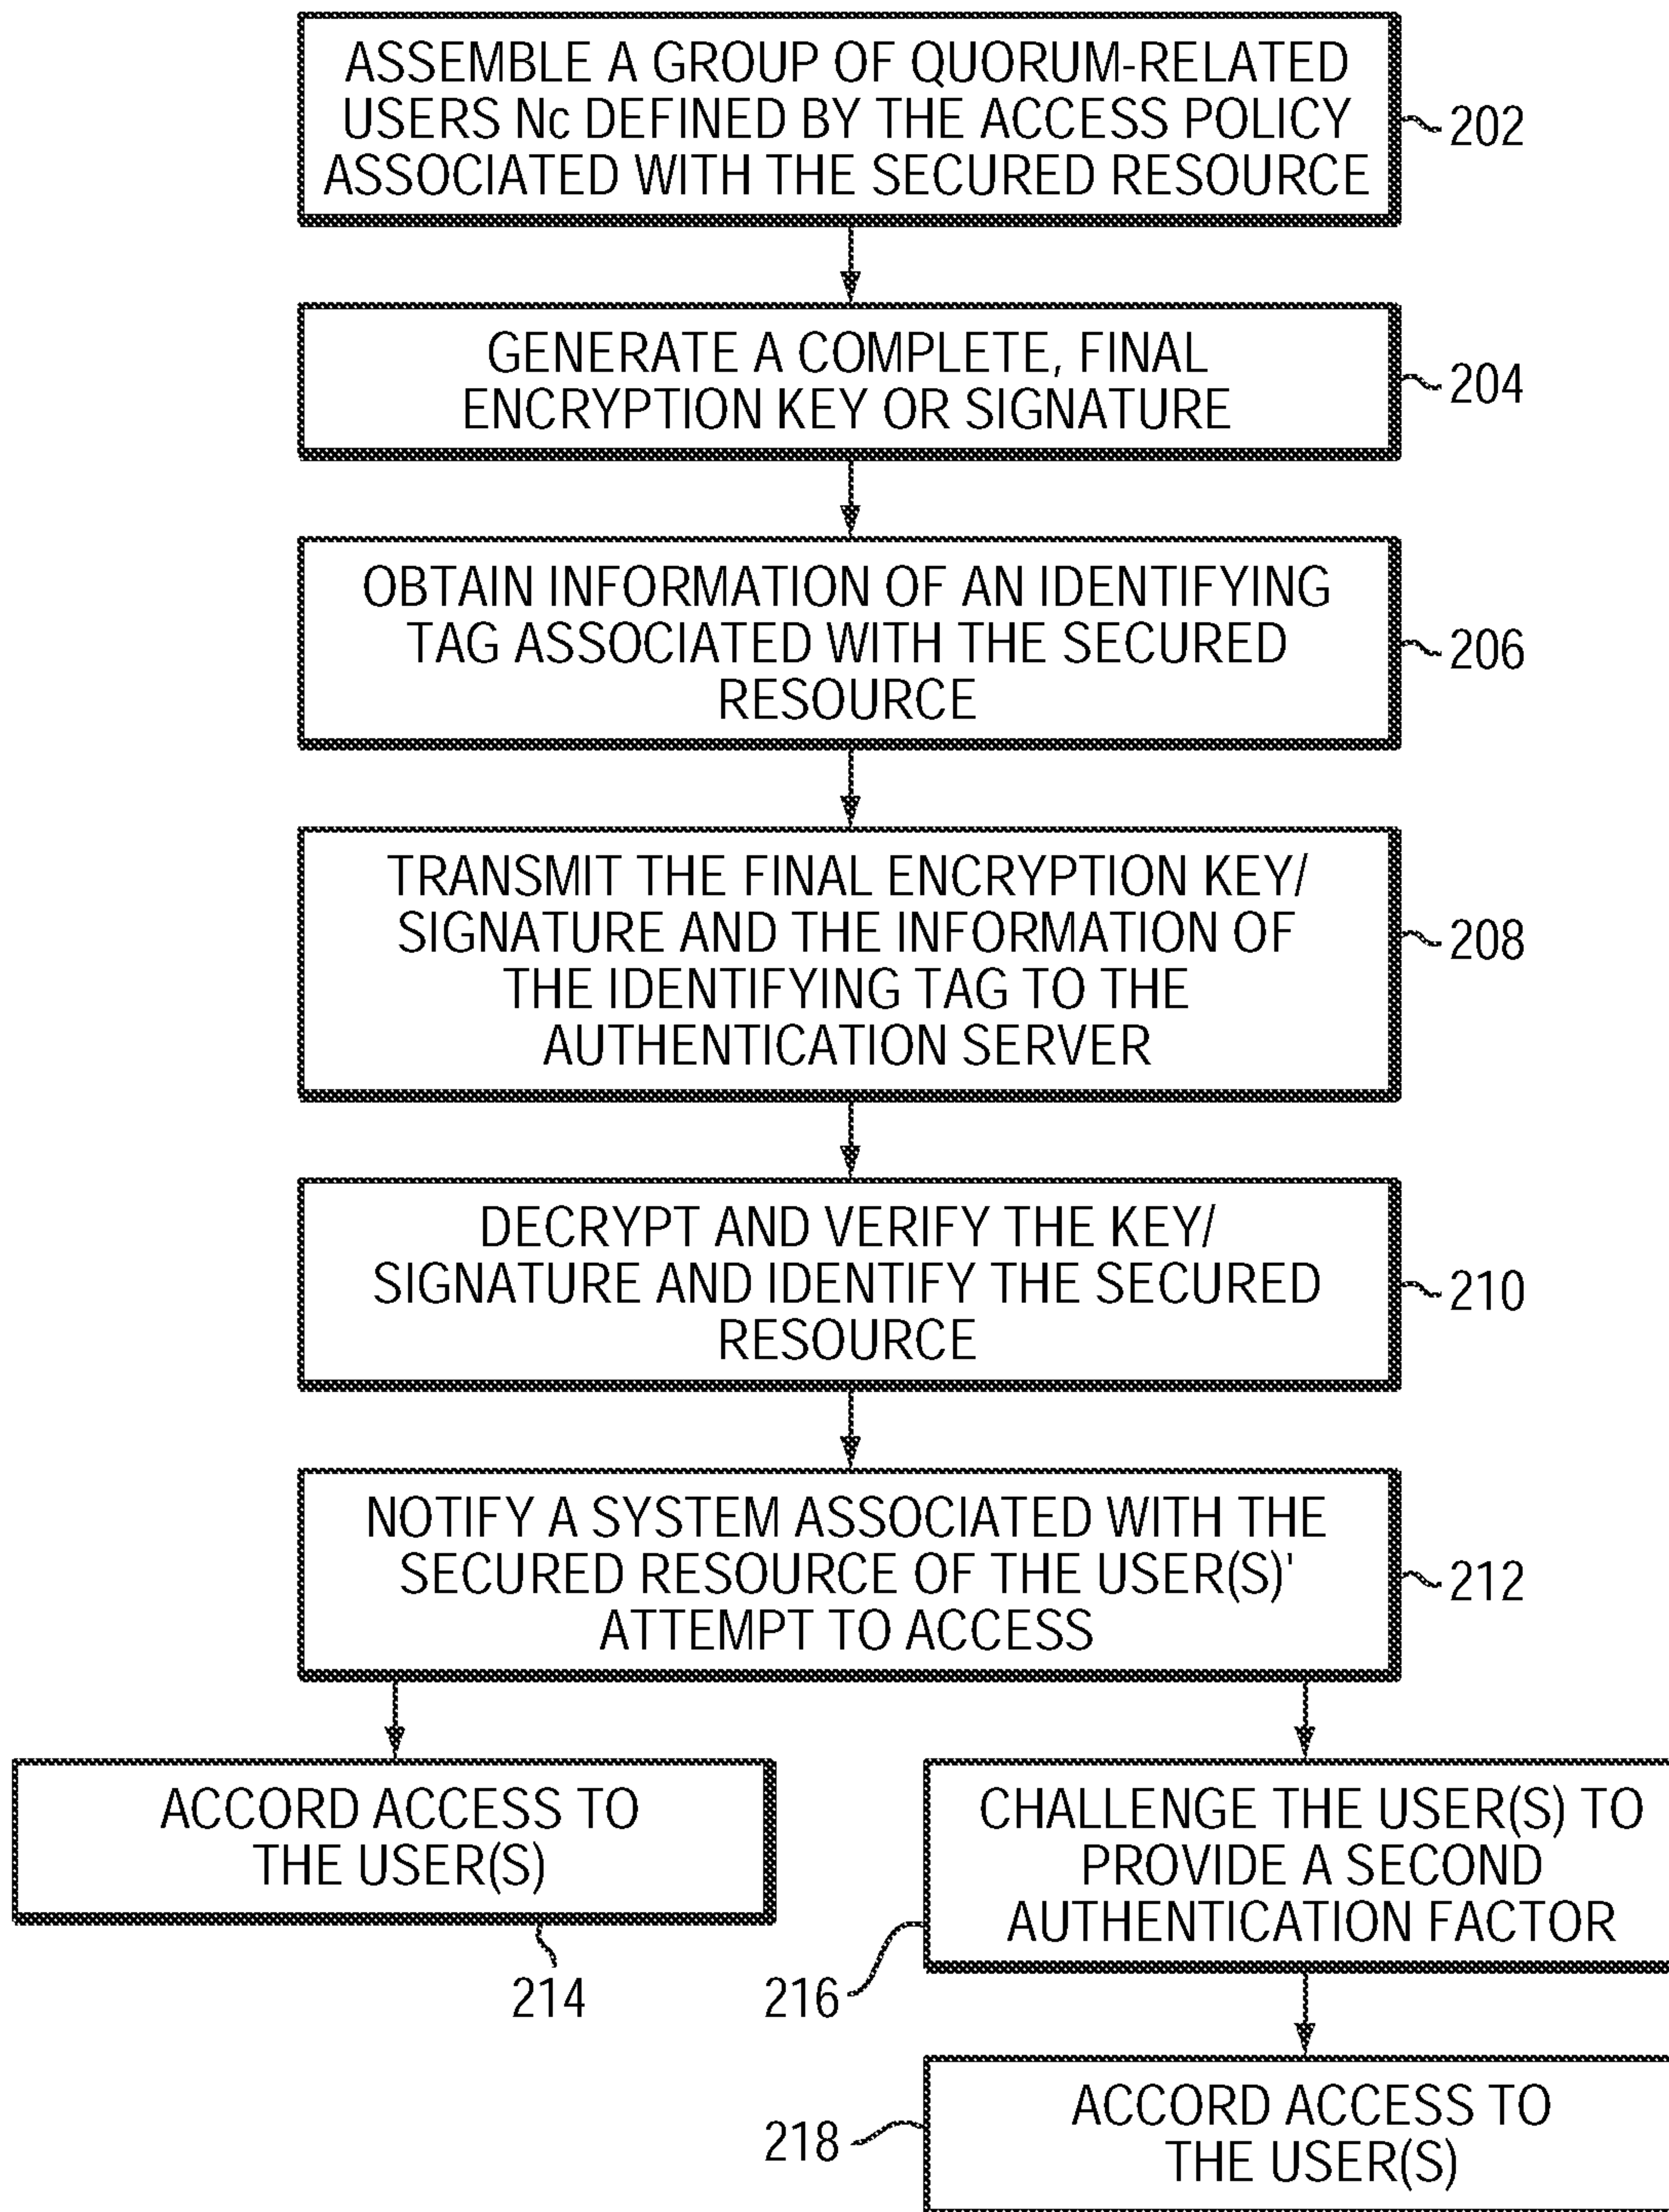 ASSEMBLE A GROUP OF QUORUM-RELATED
USERS Nc DEFINED BY THE ACCESS POLICY
ASSOCIATED WITH THE SECURED RESOURCE
202
GENERATE A COMPLETE, FINAL
ENCRYPTION KEY OR SIGNATURE
204
OBTAIN INFORMATION OF AN IDENTIFYING
TAG ASSOCIATED WITH THE SECURED
RESOURCE
206
TRANSMIT THE FINAL ENCRYPTION KEY/
SIGNATURE AND THE INFORMATION OF
THE IDENTIFYING TAG TO THE
AUTHENTICATION SERVER
208
DECRYPT AND VERIFY THE KEY/
SIGNATURE AND IDENTIFY THE SECURED
RESOURCE
210
NOTIFY A SYSTEM ASSOCIATED WITH THE
SECURED RESOURCE OF THE USER(S)'
ATTEMPT TO ACCESS
212
ACCORD ACCESS TO
THE USER(S)
214
CHALLENGE THE USER(S) TO
PROVIDE A SECOND
AUTHENTICATION FACTOR
216
ACCORD ACCESS TO
THE USER(S)
218